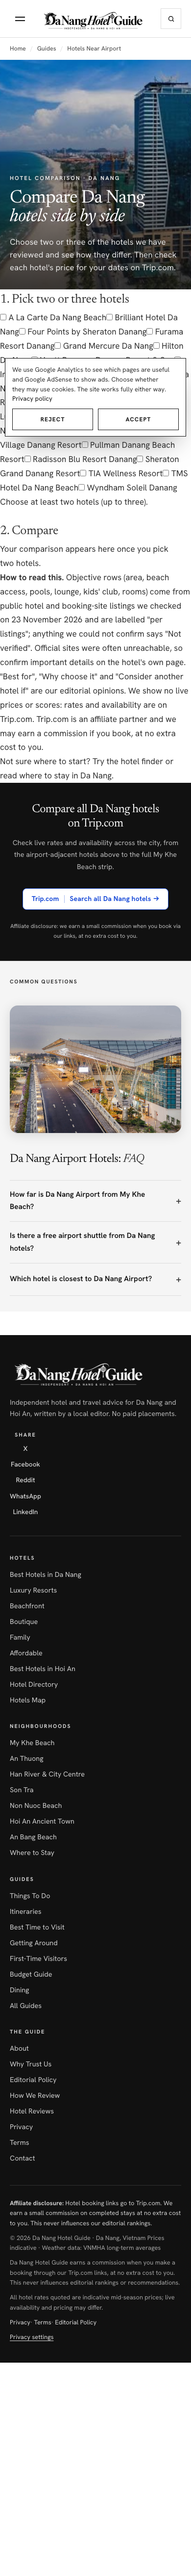 Da Nang Hotel Guide
INDEPENDENT · DA NANG & HOI AN
Home / Guides / Hotels Near Airport
HOTEL COMPARISON · DA NANG
Compare Da Nang
hotels side by side
Choose two or three of the hotels we have
reviewed and see how they differ. Then check
each hotel's price for your dates on Trip.com.
1. Pick two or three hotels
A La Carte Da Nang Beach Brilliant Hotel Da
Nang Four Points by Sheraton Danang Furama
Resort Danang Grand Mercure Da Nang Hilton
We use Google Analytics to see which pages are useful
and Google AdSense to show ads. Choose whether
they may set cookies. The site works fully either way.
Privacy policy
REJECT
ACCEPT
Village Danang Resort Pullman Danang Beach
Resort Radisson Blu Resort Danang Sheraton
Grand Danang Resort TIA Wellness Resort TMS
Hotel Da Nang Beach Wyndham Soleil Danang
Choose at least two hotels (up to three).
2. Compare
Your comparison appears here once you pick
two hotels.
How to read this. Objective rows (area, beach
access, pools, lounge, kids' club, rooms) come from
public hotel and booking-site listings we checked
on 23 November 2026 and are labelled "per
listings"; anything we could not confirm says "Not
verified". Official sites were often unreachable, so
confirm important details on the hotel's own page.
"Best for", "Why choose it" and "Consider another
hotel if" are our editorial opinions. We show no live
prices or scores: rates and availability are on
Trip.com. Trip.com is an affiliate partner and we
may earn a commission if you book, at no extra
cost to you.
Not sure where to start? Try the hotel finder or
read where to stay in Da Nang.
Compare all Da Nang hotels
on Trip.com
Check live rates and availability across the city, from
the airport-adjacent hotels above to the full My Khe
Beach strip.
Trip.com | Search all Da Nang hotels →
Affiliate disclosure: we earn a small commission when you book via
our links, at no extra cost to you.
COMMON QUESTIONS
Da Nang Airport Hotels: FAQ
How far is Da Nang Airport from My Khe
Beach? +
Is there a free airport shuttle from Da Nang
hotels? +
Which hotel is closest to Da Nang Airport? +
Da Nang Hotel Guide
INDEPENDENT · DA NANG & HOI AN
Independent hotel and travel advice for Da Nang and
Hoi An, written by a local editor. No paid placements.
SHARE
X
Facebook
Reddit
WhatsApp
LinkedIn
HOTELS
Best Hotels in Da Nang
Luxury Resorts
Beachfront
Boutique
Family
Affordable
Best Hotels in Hoi An
Hotel Directory
Hotels Map
NEIGHBOURHOODS
My Khe Beach
An Thuong
Han River & City Centre
Son Tra
Non Nuoc Beach
Hoi An Ancient Town
An Bang Beach
Where to Stay
GUIDES
Things To Do
Itineraries
Best Time to Visit
Getting Around
First-Time Visitors
Budget Guide
Dining
All Guides
THE GUIDE
About
Why Trust Us
Editorial Policy
How We Review
Hotel Reviews
Privacy
Terms
Contact
Affiliate disclosure: Hotel booking links go to Trip.com. We
earn a small commission on completed stays at no extra cost
to you. This never influences our editorial rankings.
© 2026 Da Nang Hotel Guide · Da Nang, Vietnam Prices
indicative · Weather data: VNMHA long-term averages
Da Nang Hotel Guide earns a commission when you make a
booking through our Trip.com links, at no extra cost to you.
This never influences editorial rankings or recommendations.
All hotel rates quoted are indicative mid-season prices; live
availability and pricing may differ.
Privacy · Terms · Editorial Policy
Privacy settings